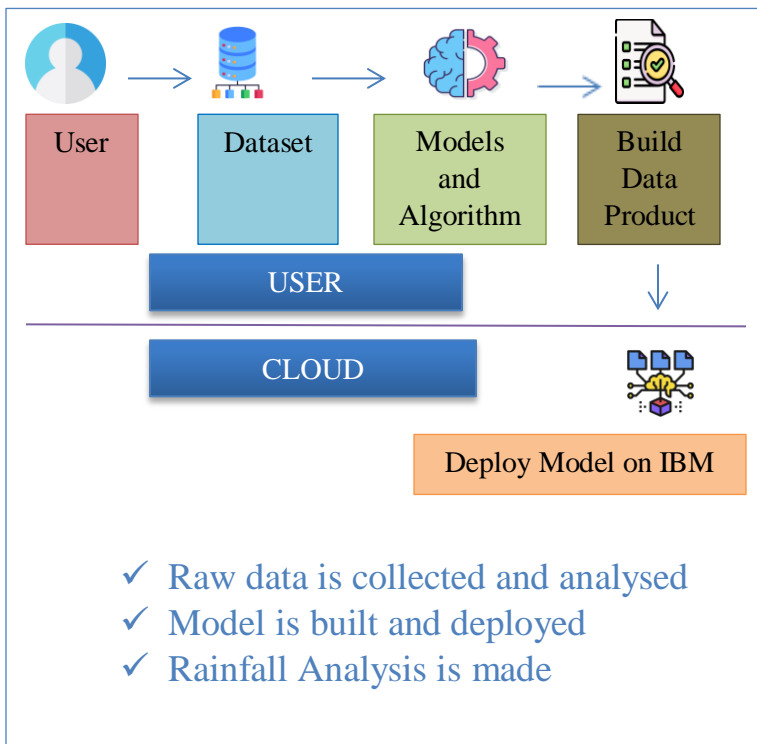 User
Dataset
Models
and
Algorithm
Build
Data
Product
USER
CLOUD
Deploy Model on IBM
✓ Raw data is collected and analysed
✓ Model is built and deployed
✓ Rainfall Analysis is made